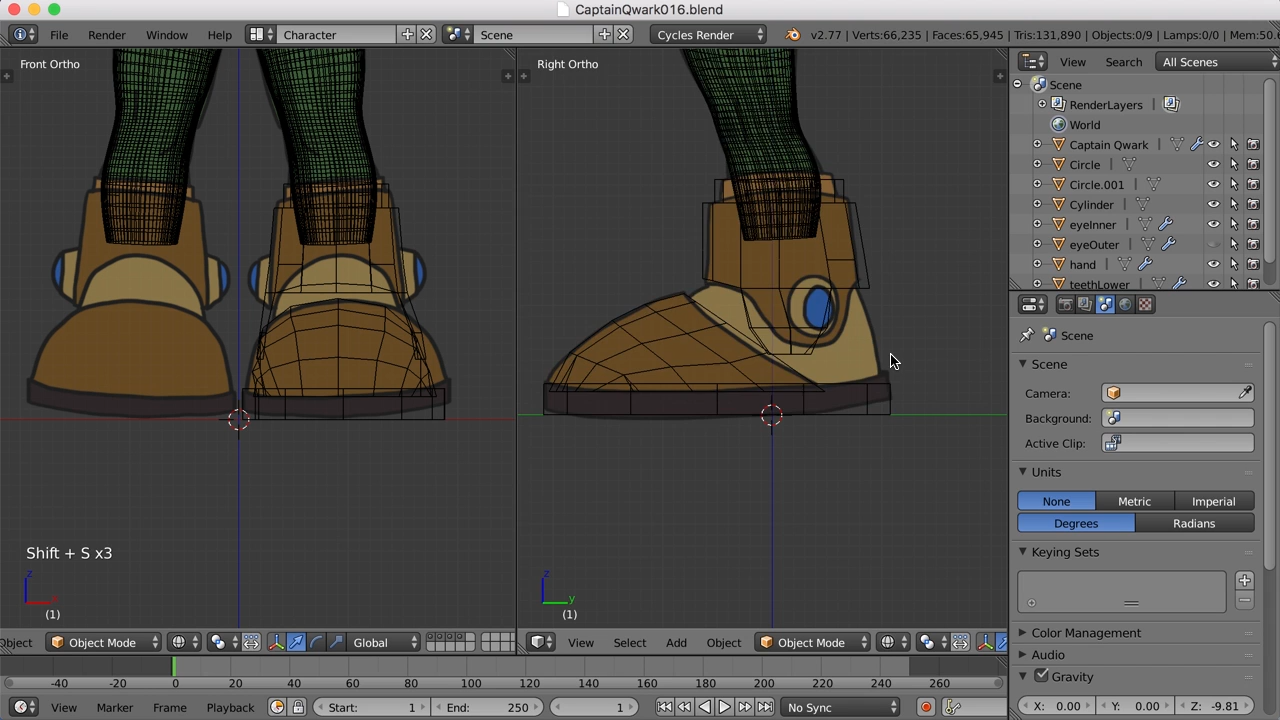 CaptainQwark016.blend
File Render Window Help Character Scene Cycles Render v2.77 | Verts:66,235 | Faces:65,945 | Tris:131,890 | Objects:0/9 | Lamps:0/0 | Mem:50.
Front Ortho
Right Ortho
View Search All Scenes
Scene
RenderLayers
World
Captain Qwark
Circle
Circle.001
Cylinder
eyeInner
eyeOuter
hand
teethLower
Scene
Scene
Camera:
Background:
Active Clip:
Units
None Metric Imperial
Degrees Radians
Keying Sets
Color Management
Audio
Gravity
X: 0.00 Y: 0.00 Z: -9.81
Shift + S x3
z
(1)
z
y
(1)
Object Object Mode Global
View Select Add Object Object Mode
-40 -20 0 20 40 60 80 100 120 140 160 180 200 220 240 260
View Marker Frame Playback Start: 1 End: 250 1 No Sync